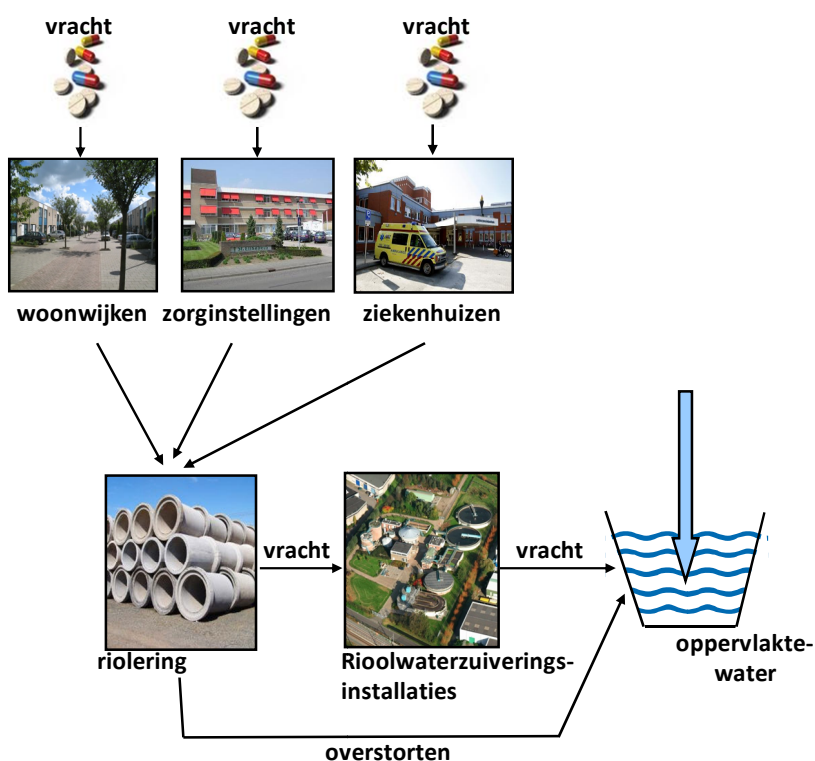 vracht vracht vracht
woonwijken zorginstellingen ziekenhuizen
vracht vracht
riolering
Rioolwaterzuiverings-
installaties
oppervlakte-
water
overstorten